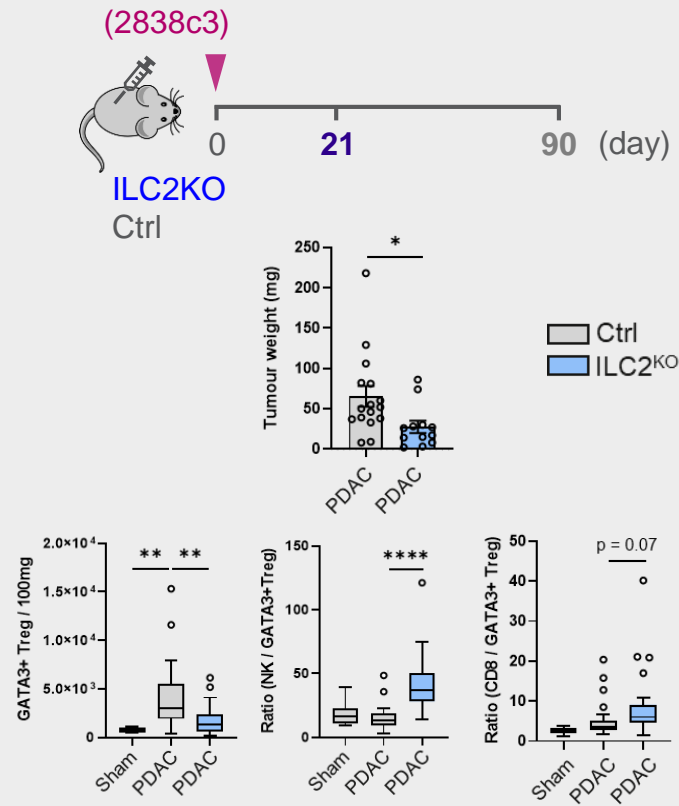 (2838c3)
0 21 90 (day)
ILC2KO
Ctrl
Tumour weight (mg)
250
200
150
100
50
0
*
PDAC PDAC
Ctrl
ILC2ᴷᴼ
GATA3+ Treg / 100mg
2.0×10⁴
1.5×10⁴
1.0×10⁴
5.0×10³
0
** **
Sham PDAC PDAC
Ratio (NK / GATA3+Treg)
150
100
50
0
****
Sham PDAC PDAC
Ratio (CD8 / GATA3+ Treg)
50
40
30
20
10
0
p = 0.07
Sham PDAC PDAC